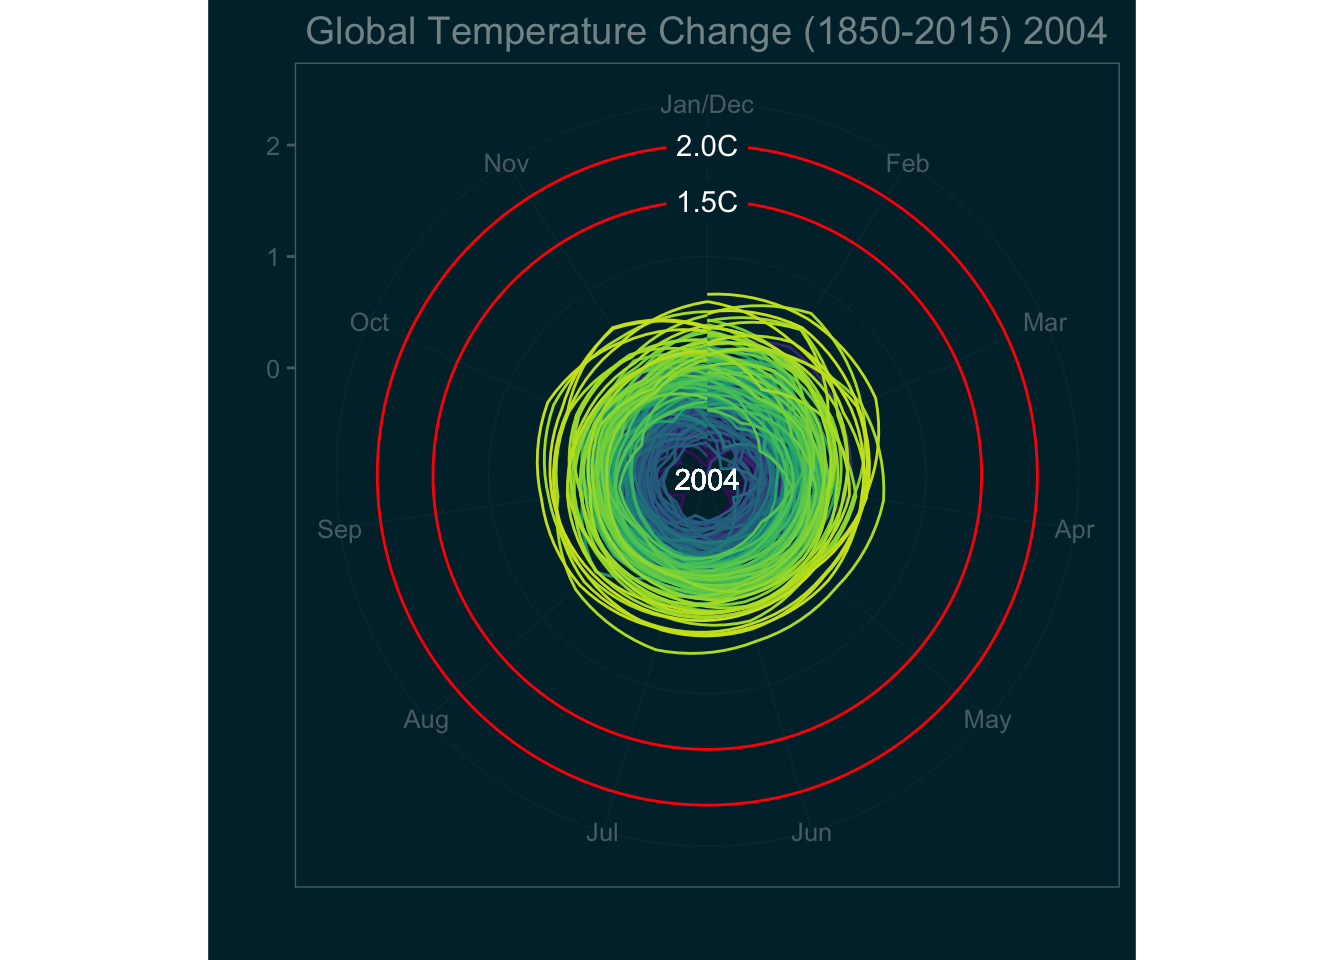 Global Temperature Change (1850-2015) 2004
Jan/Dec
2.0C
2
Nov
Feb
1.5C
1
Oct
Mar
0
2004
Sep
Apr
Aug
May
Jul
Jun